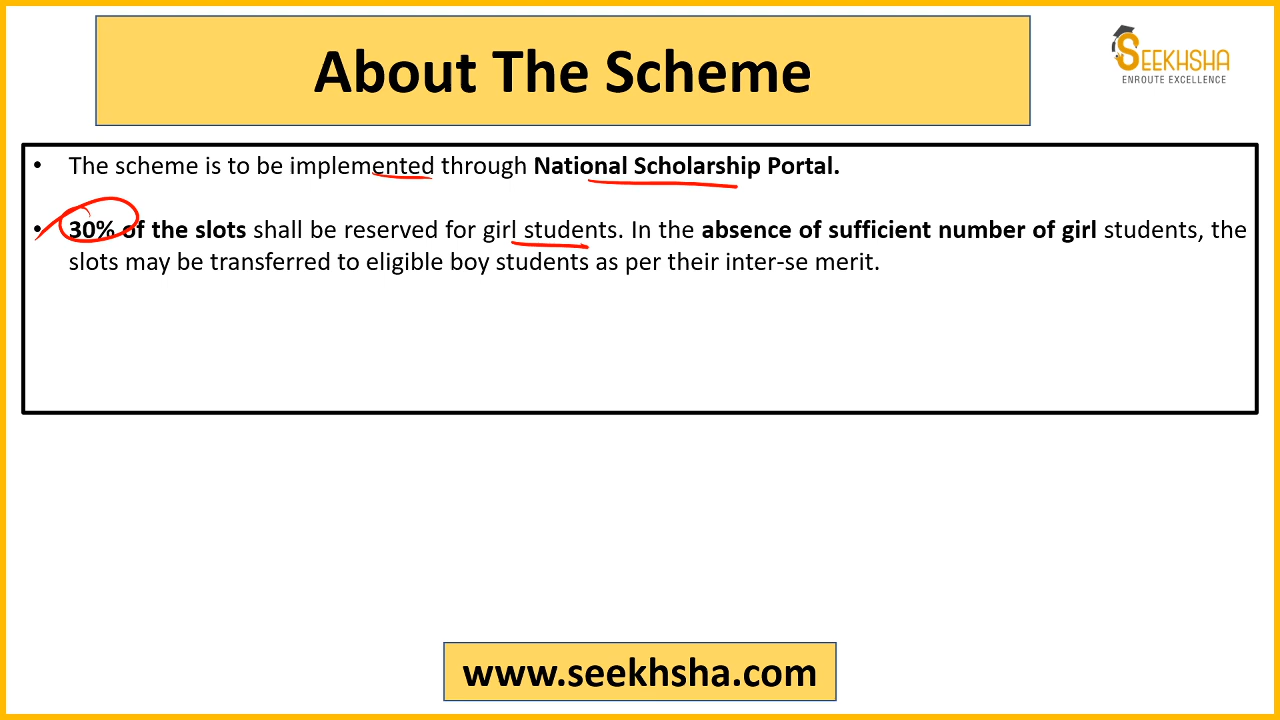 About The Scheme
SEEKHSHA
ENROUTE EXCELLENCE
• The scheme is to be implemented through National Scholarship Portal.
• 30% of the slots shall be reserved for girl students. In the absence of sufficient number of girl students, the
slots may be transferred to eligible boy students as per their inter-se merit.
www.seekhsha.com